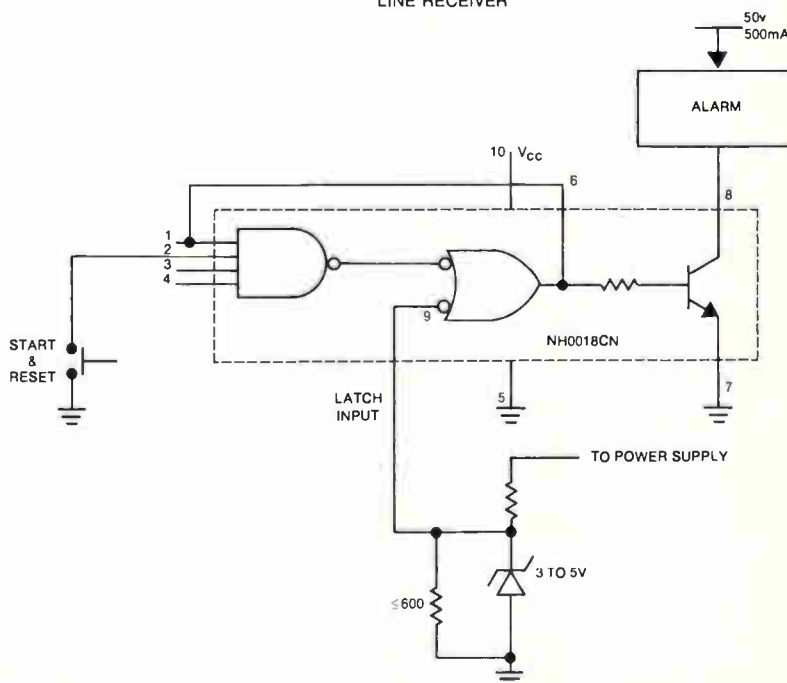 LINE RECEIVER
50v
500mA
ALARM
10 Vcc
6
8
1
2
3
4
9
NH0018CN
START
&
RESET
LATCH
INPUT
5
7
TO POWER SUPPLY
3 TO 5V
≤600